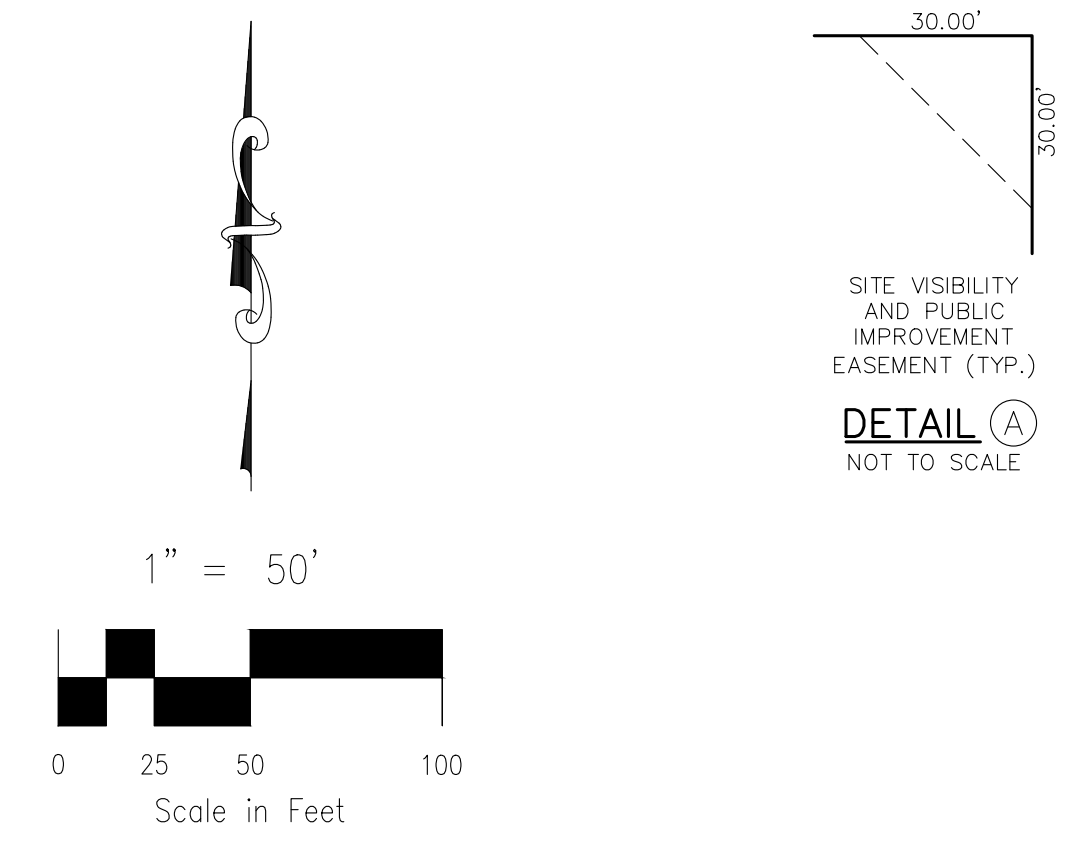 30.00'
30.00'
SITE VISIBILITY
AND PUBLIC
IMPROVEMENT
EASEMENT (TYP.)
DETAIL A
NOT TO SCALE
1" = 50'
0 25 50 100
Scale in Feet